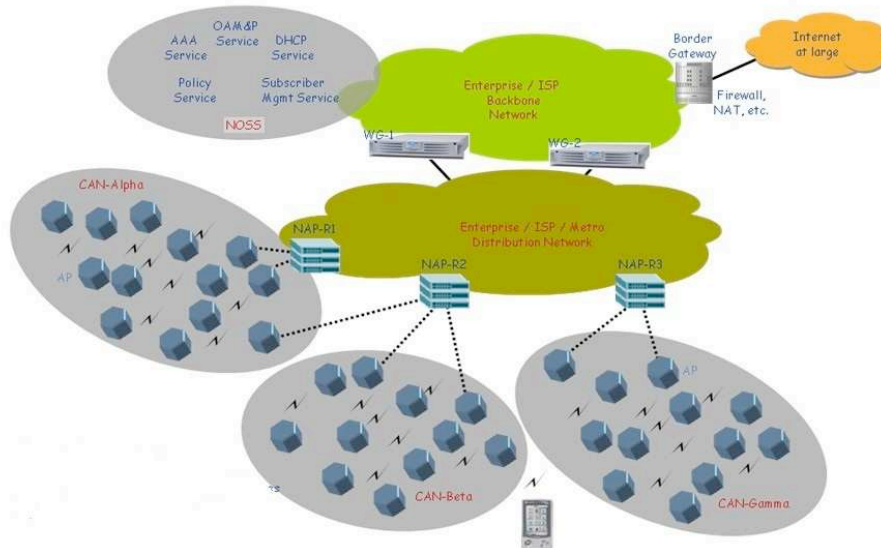 OAM&P
Service
AAA
Service
DHCP
Service
Policy
Service
Subscriber
Mgmt Service
NOSS
Enterprise / ISP
Backbone
Network
Border
Gateway
Internet
at large
Firewall,
NAT, etc.
WG-1
WG-2
CAN-Alpha
NAP-R1
Enterprise / ISP / Metro
Distribution Network
AP
NAP-R2
NAP-R3
AP
CAN-Beta
CAN-Gamma